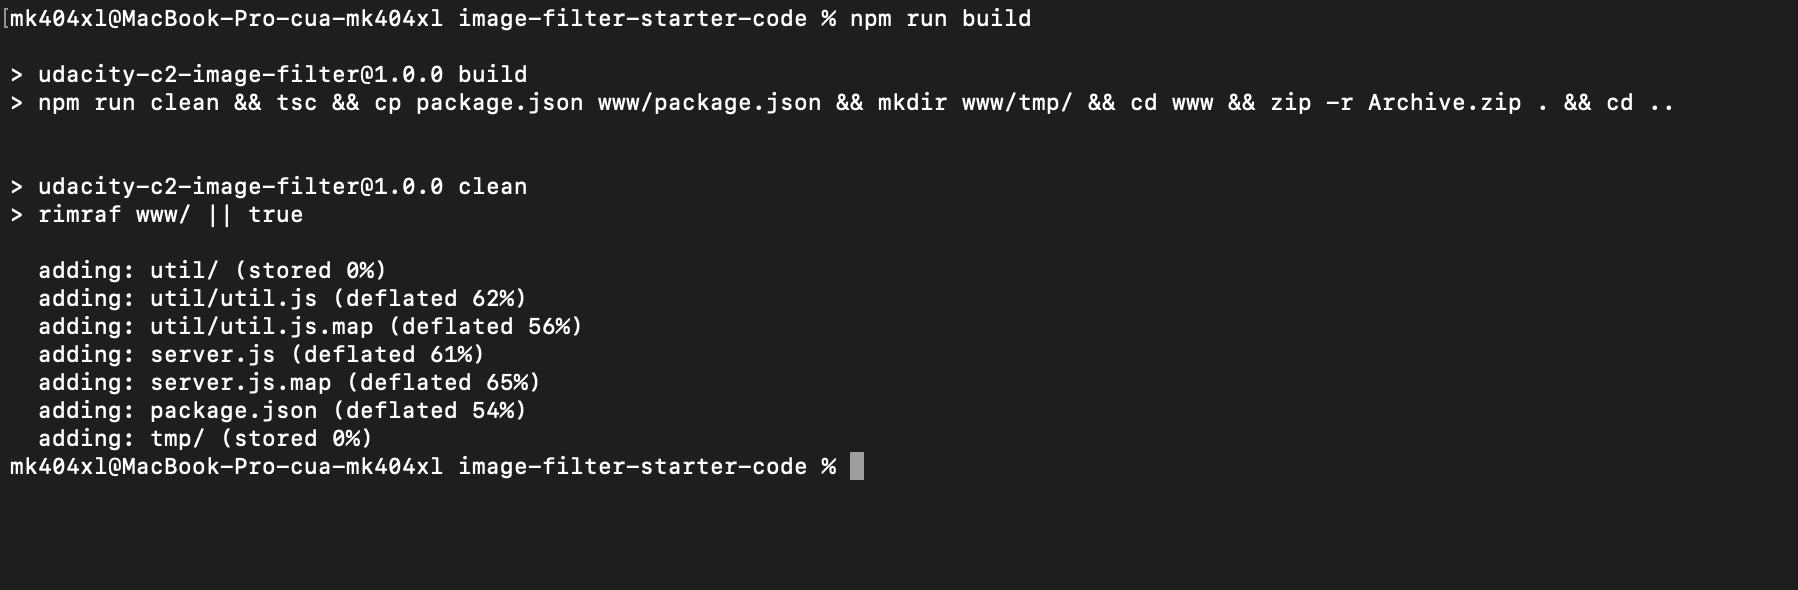 [mk404xl@MacBook-Pro-cua-mk404xl image-filter-starter-code % npm run build
> udacity-c2-image-filter@1.0.0 build
> npm run clean && tsc && cp package.json www/package.json && mkdir www/tmp/ && cd www && zip -r Archive.zip . && cd ..
> udacity-c2-image-filter@1.0.0 clean
> rimraf www/ || true
adding: util/ (stored 0%)
adding: util/util.js (deflated 62%)
adding: util/util.js.map (deflated 56%)
adding: server.js (deflated 61%)
adding: server.js.map (deflated 65%)
adding: package.json (deflated 54%)
adding: tmp/ (stored 0%)
mk404xl@MacBook-Pro-cua-mk404xl image-filter-starter-code %